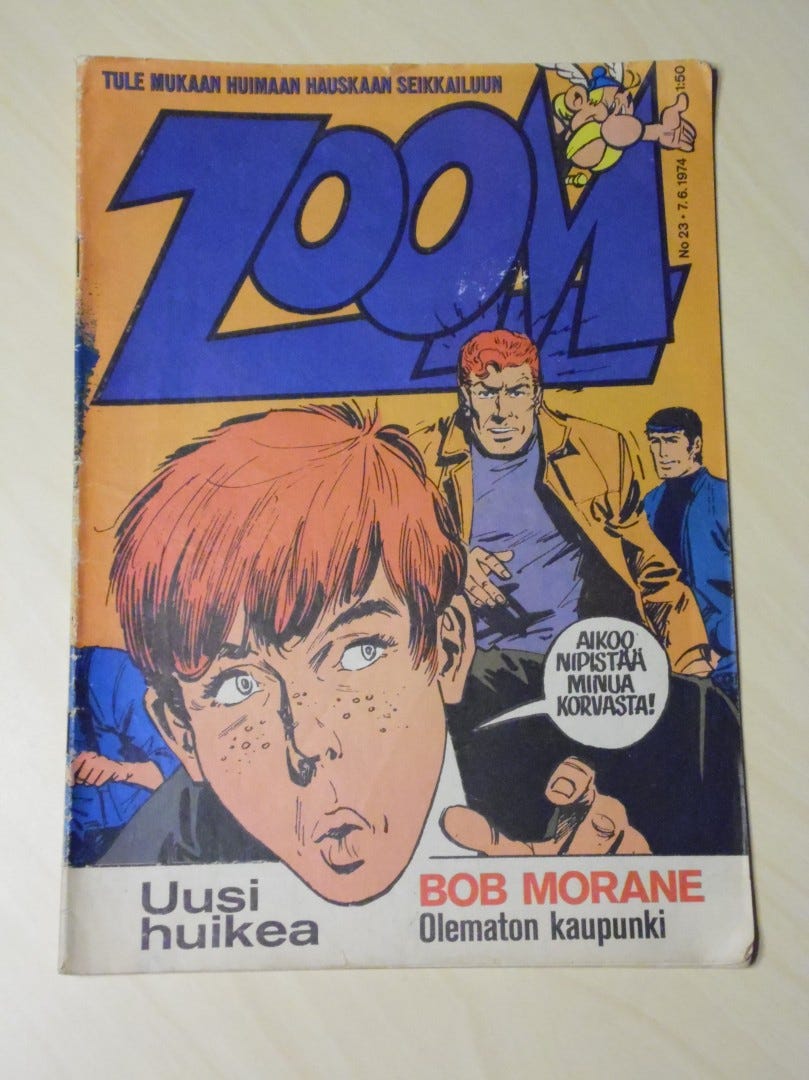 TULE MUKAAN HUIMAAN HAUSKAAN SEIKKAILUUN
ZOOM
No 23 • 7.6.1974 1:50
AIKOO
NIPISTÄÄ
MINUA
KORVASTA!
Uusi
huikea
BOB MORANE
Olematon kaupunki